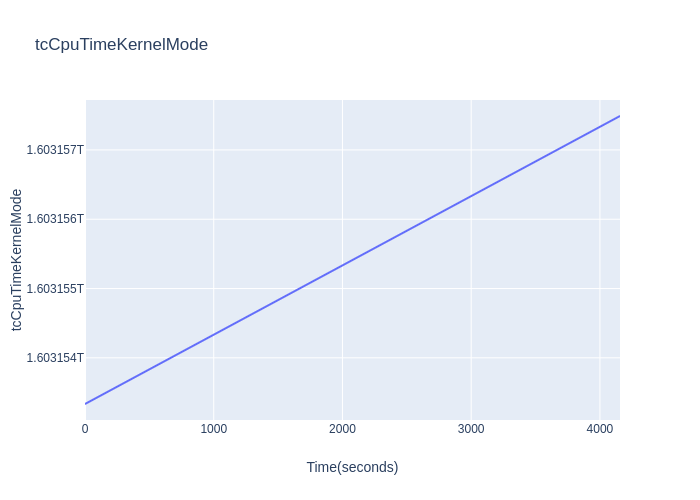 tcCpuTimeKernelMode
tcCpuTimeKernelMode
1.603157T
1.603156T
1.603155T
1.603154T
0
1000
2000
3000
4000
Time(seconds)